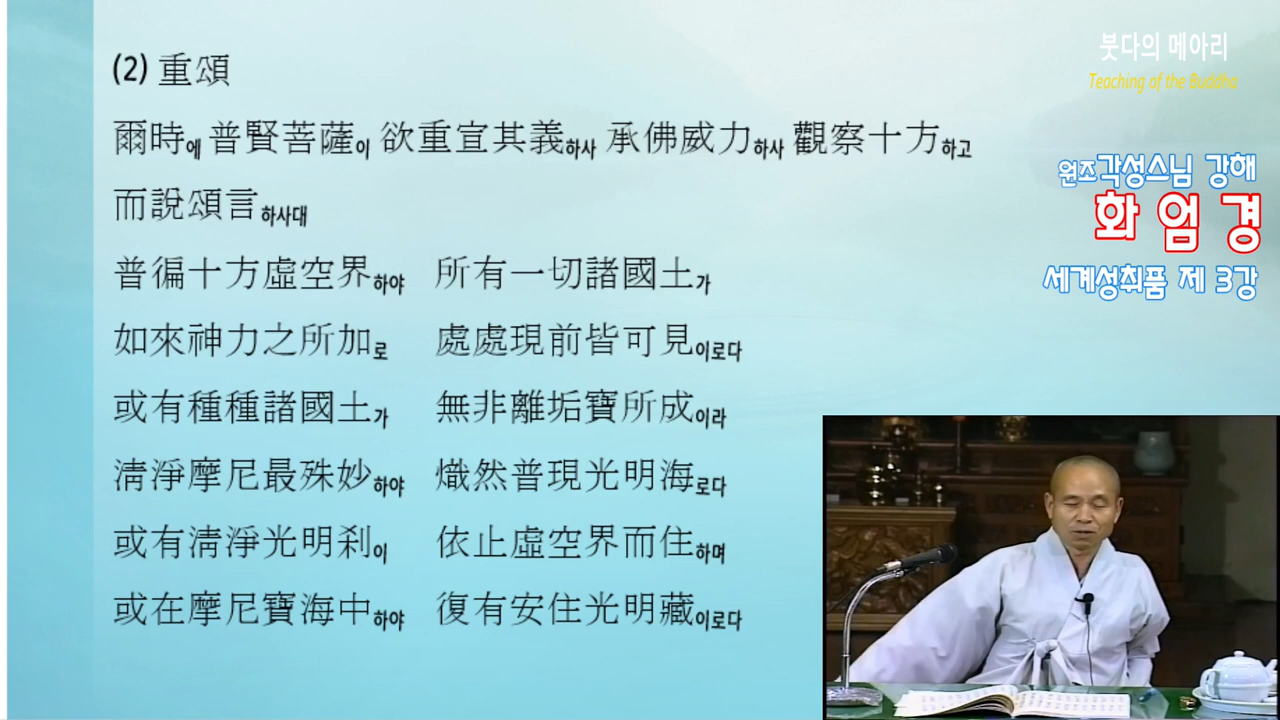 (2) 重頌
爾時에 普賢菩薩이 欲重宣其義하사 承佛威力하사 觀察十方하고
而說頌言하사대
普徧十方虛空界하야 所有一切諸國土가
如來神力之所加로 處處現前皆可見이로다
或有種種諸國土가 無非離垢寶所成이라
淸淨摩尼最殊妙하야 熾然普現光明海로다
或有淸淨光明刹이 依止虛空界而住하며
或在摩尼寶海中하야 復有安住光明藏이로다
붓다의 메아리
Teaching of the Buddha
원조각성스님 강해
화엄경
세계성취품 제 3강